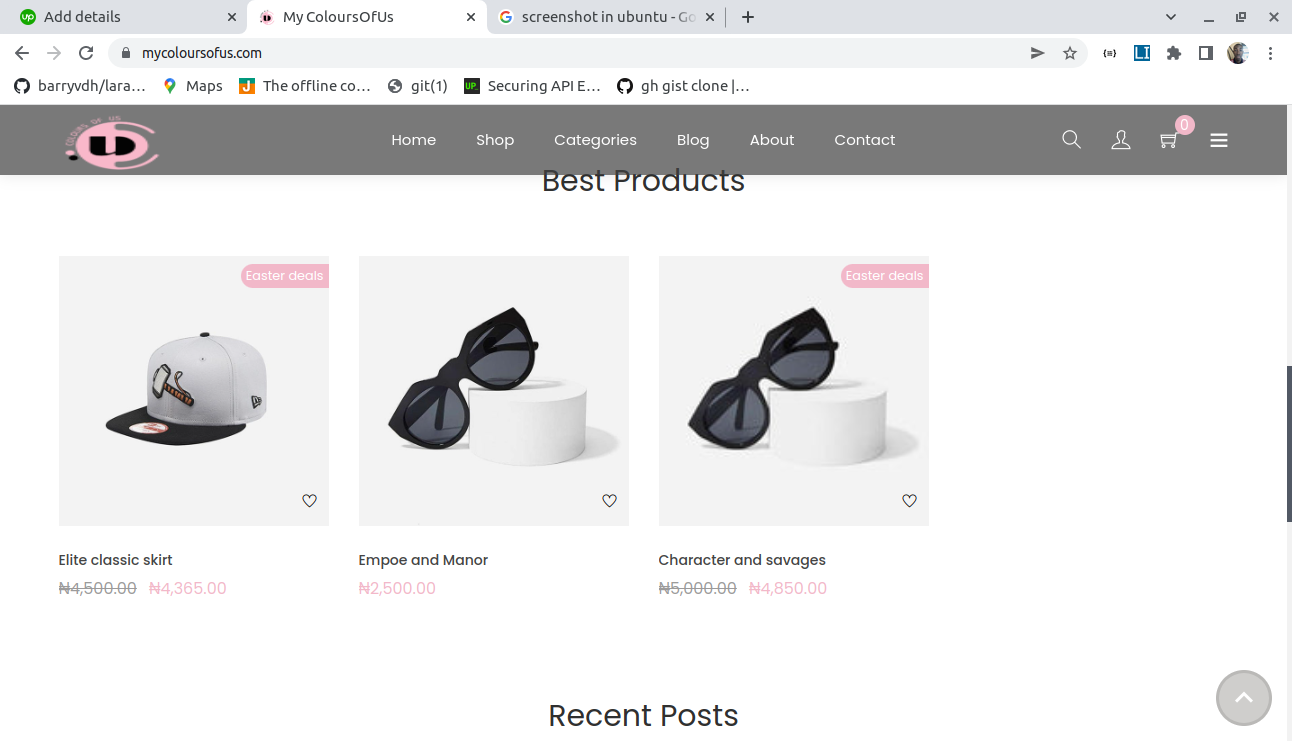 Add details
My ColoursOfUs
screenshot in ubuntu - Go
mycoloursofus.com
barryvdh/lara…
Maps
The offline co…
git(1)
Securing API E…
gh gist clone |…
COLOURS OF US
Home Shop Categories Blog About Contact
0
Best Products
Easter deals
Easter deals
Elite classic skirt
₦4,500.00 ₦4,365.00
Empoe and Manor
₦2,500.00
Character and savages
₦5,000.00 ₦4,850.00
Recent Posts